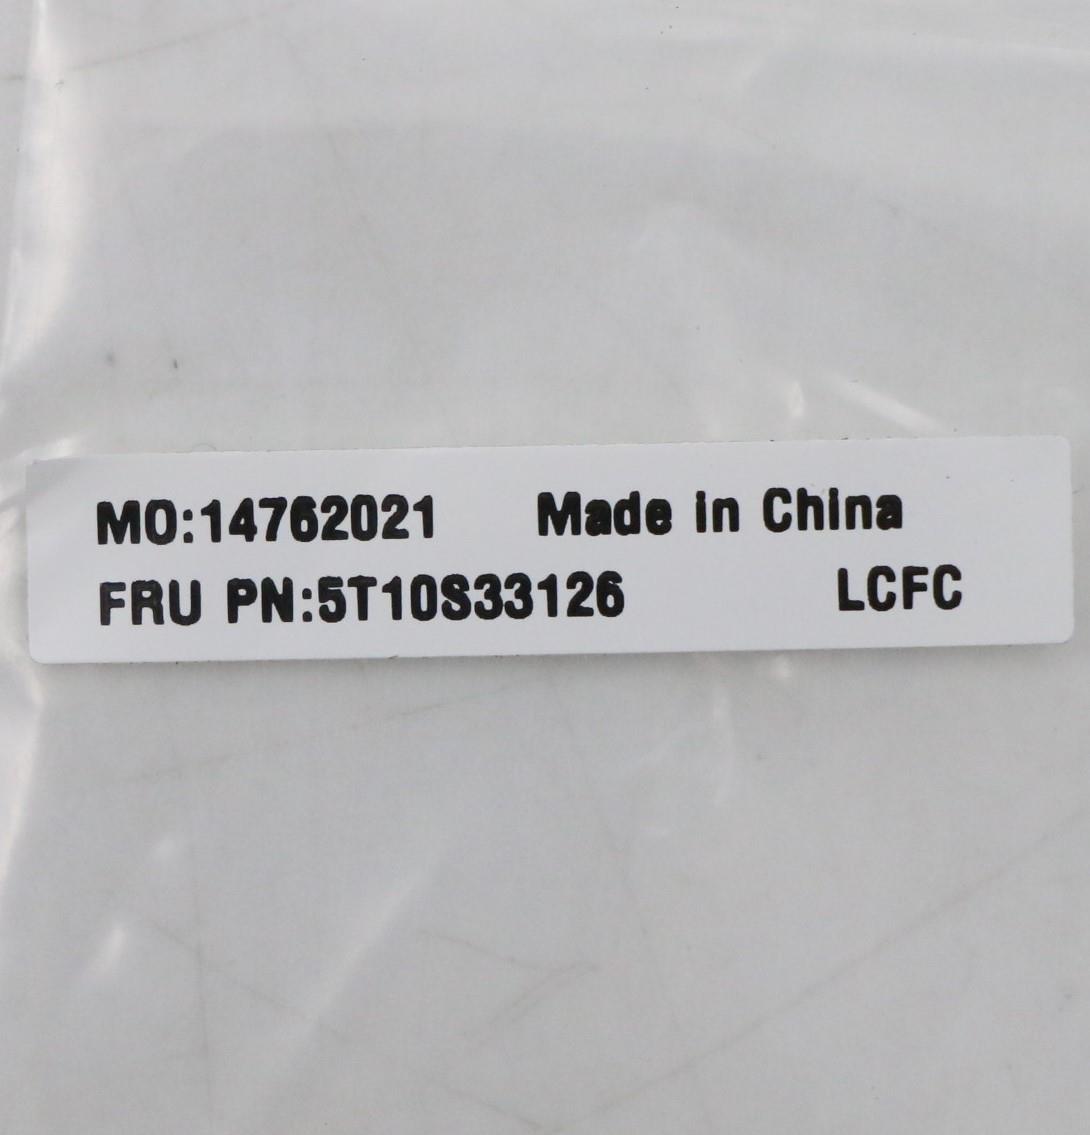 MO:14762021 Made in China
FRU PN:5T10S33126 LCFC